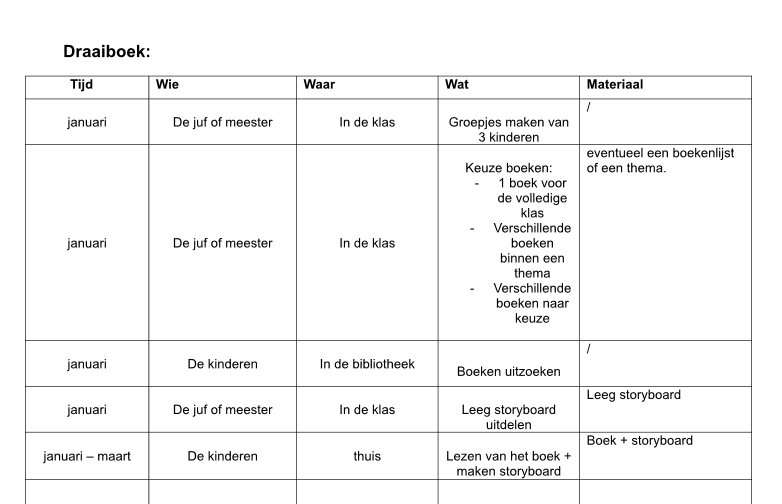 Draaiboek:
Tijd Wie Waar Wat Materiaal
januari De juf of meester In de klas Groepjes maken van
3 kinderen
/
januari De juf of meester In de klas
Keuze boeken:
- 1 boek voor
de volledige
klas
- Verschillende
boeken
binnen een
thema
- Verschillende
boeken naar
keuze
eventueel een boekenlijst
of een thema.
januari De kinderen In de bibliotheek Boeken uitzoeken
/
januari De juf of meester In de klas Leeg storyboard
uitdelen
Leeg storyboard
januari – maart De kinderen thuis Lezen van het boek +
maken storyboard
Boek + storyboard